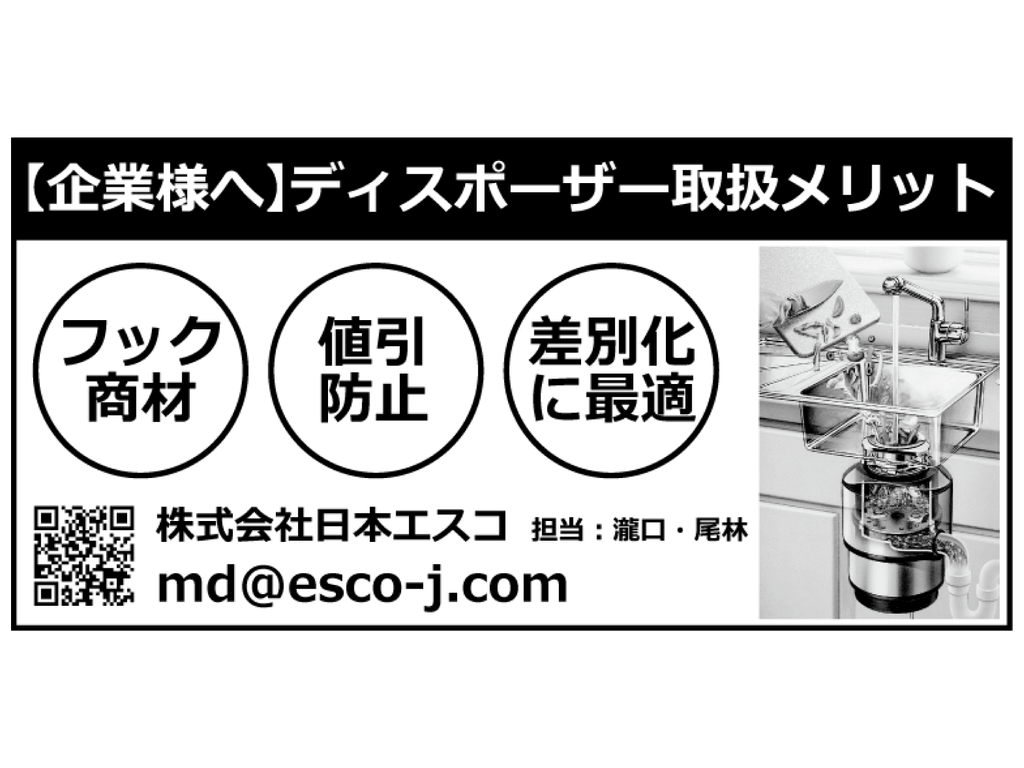 【企業様へ】ディスポーザー取扱メリット
フック
商材
値引
防止
差別化
に最適
株式会社日本エスコ 担当：瀧口・尾林
md@esco-j.com